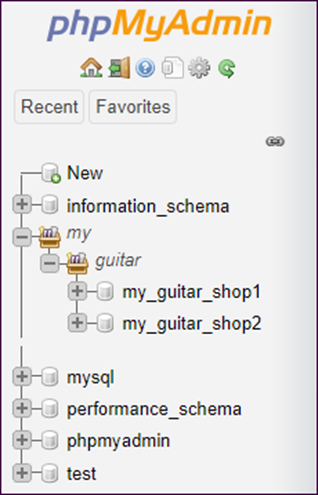 phpMyAdmin
Recent Favorites
New
information_schema
my
guitar
my_guitar_shop1
my_guitar_shop2
mysql
performance_schema
phpmyadmin
test